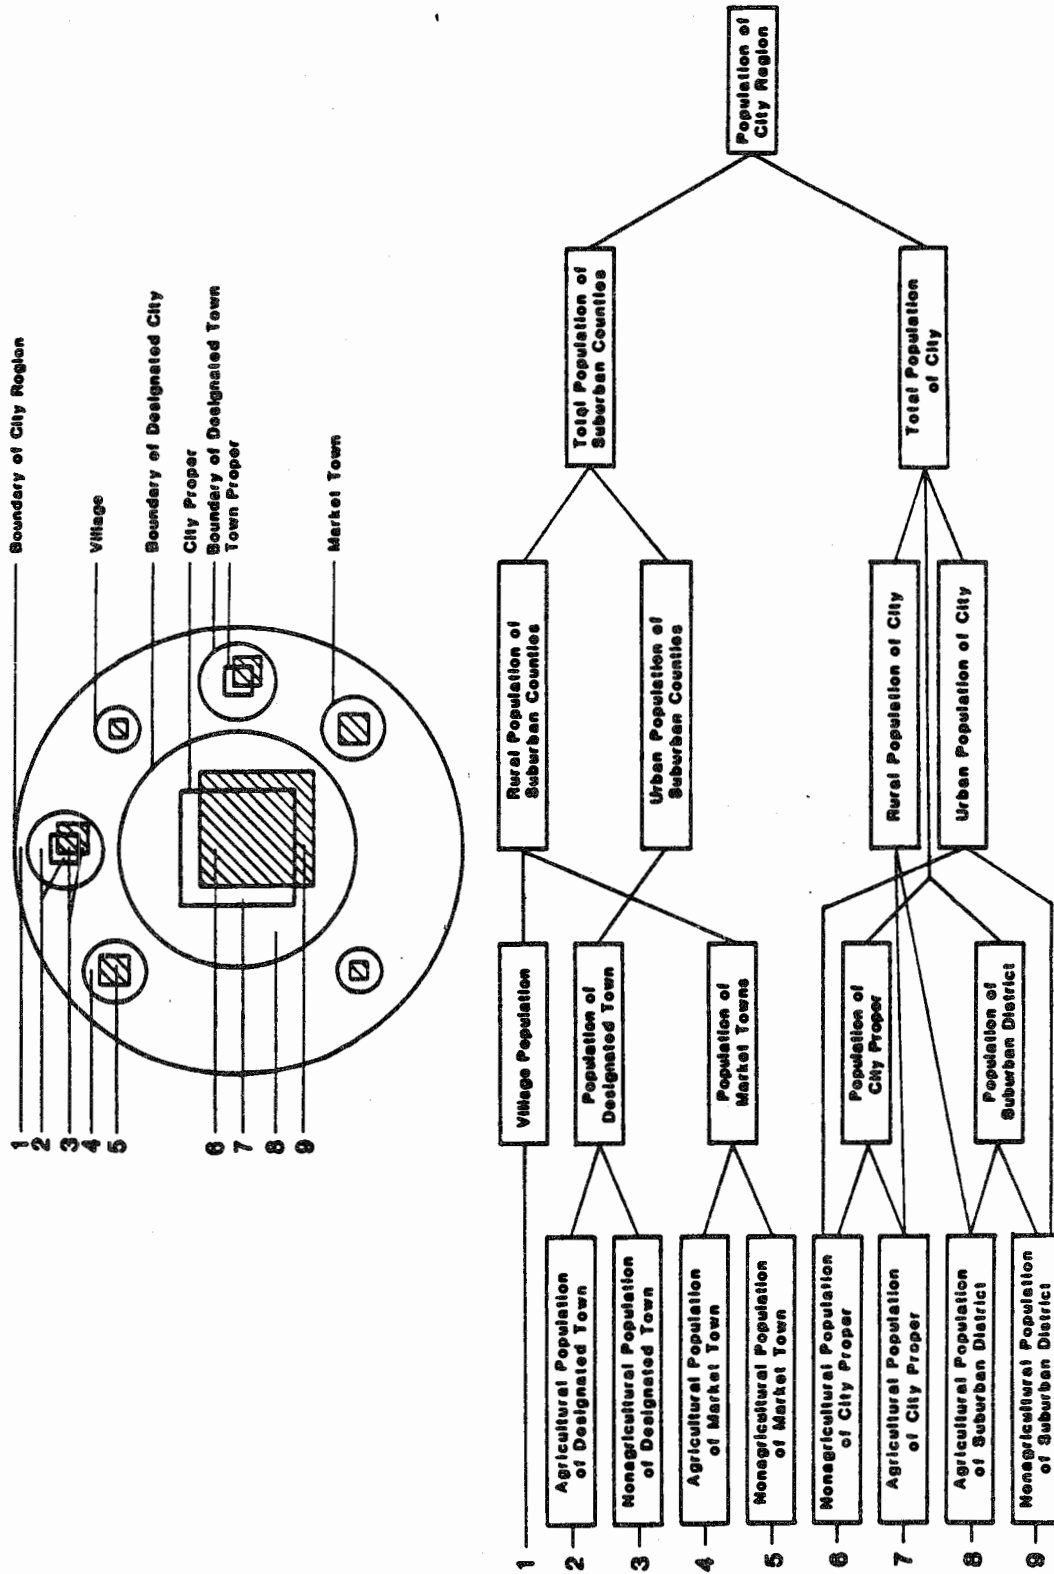 Boundary of City Region
Village
Boundary of Designated City
City Proper
Boundary of Designated Town
Town Proper
Market Town
1
2
3
4
5
6
7
8
9
Population of
City Region
Total Population of
Suburban Counties
Total Population
of City
Rural Population of
Suburban Counties
Urban Population of
Suburban Counties
Rural Population of City
Urban Population of City
Village Population
Population of
Designated Town
Population of
Market Towns
Population of
City Proper
Population of
Suburban District
Agricultural Population
of Designated Town
Nonagricultural Population
of Designated Town
Agricultural Population
of Market Town
Nonagricultural Population
of Market Town
Nonagricultural Population
of City Proper
Agricultural Population
of City Proper
Agricultural Population
of Suburban District
Nonagricultural Population
of Suburban District
1
2
3
4
5
6
7
8
9